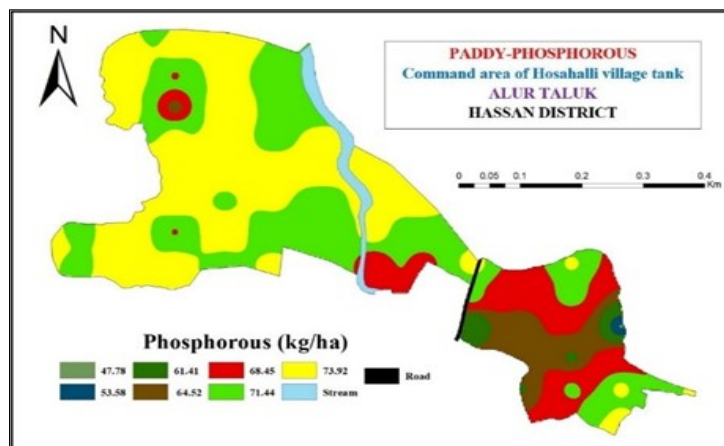 N
PADDY-PHOSPHOROUS
Command area of Hosahalli village tank
ALUR TALUK
HASSAN DISTRICT
0 0.05 0.1 0.2 0.3 0.4
Km
Phosphorous (kg/ha)
47.78 61.41 68.45 73.92 Road
53.58 64.52 71.44 Stream